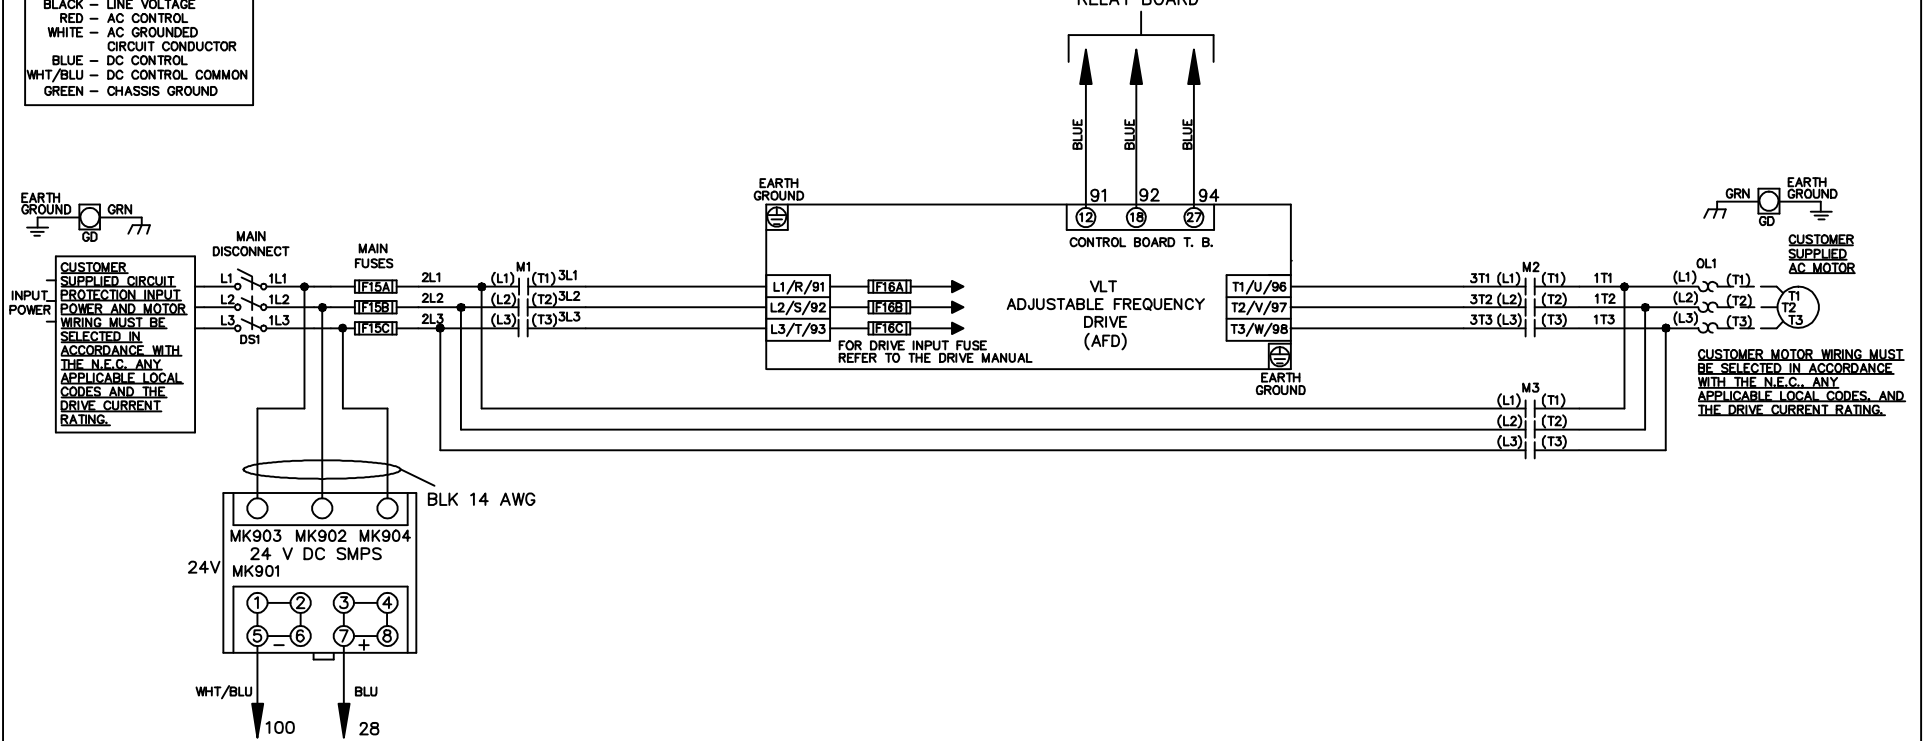 BLACK – LINE VOLTAGE
RED – AC CONTROL
WHITE – AC GROUNDED
CIRCUIT CONDUCTOR
BLUE – DC CONTROL
WHT/BLU – DC CONTROL COMMON
GREEN – CHASSIS GROUND
RELAY BOARD
BLUE
BLUE
BLUE
91 92 94
12 18 27
CONTROL BOARD T. B.
EARTH
GROUND
GRN
GD
INPUT
POWER
CUSTOMER
SUPPLIED CIRCUIT
PROTECTION INPUT
POWER AND MOTOR
WIRING MUST BE
SELECTED IN
ACCORDANCE WITH
THE N.E.C. ANY
APPLICABLE LOCAL
CODES AND THE
DRIVE CURRENT
RATING.
MAIN
DISCONNECT
L1 1L1
L2 1L2
L3 1L3
DS1
MAIN
FUSES
F15A
F15B
F15C
2L1
2L2
2L3
M1
(L1) (T1) 3L1
(L2) (T2) 3L2
(L3) (T3) 3L3
EARTH
GROUND
L1/R/91
L2/S/92
L3/T/93
F16A
F16B
F16C
FOR DRIVE INPUT FUSE
REFER TO THE DRIVE MANUAL
VLT
ADJUSTABLE FREQUENCY
DRIVE
(AFD)
T1/U/96
T2/V/97
T3/W/98
EARTH
GROUND
M2
3T1 (L1) (T1) 1T1
3T2 (L2) (T2) 1T2
3T3 (L3) (T3) 1T3
M3
(L1) (T1)
(L2) (T2)
(L3) (T3)
OL1
(L1) (T1)
(L2) (T2)
(L3) (T3)
T1
T2
T3
GRN
GD
EARTH
GROUND
CUSTOMER
SUPPLIED
AC MOTOR
CUSTOMER MOTOR WIRING MUST
BE SELECTED IN ACCORDANCE
WITH THE N.E.C., ANY
APPLICABLE LOCAL CODES, AND
THE DRIVE CURRENT RATING.
BLK 14 AWG
MK903 MK902 MK904
24 V DC SMPS
24V
MK901
1 2 3 4
5 – 6 7 + 8
WHT/BLU BLU
100 28